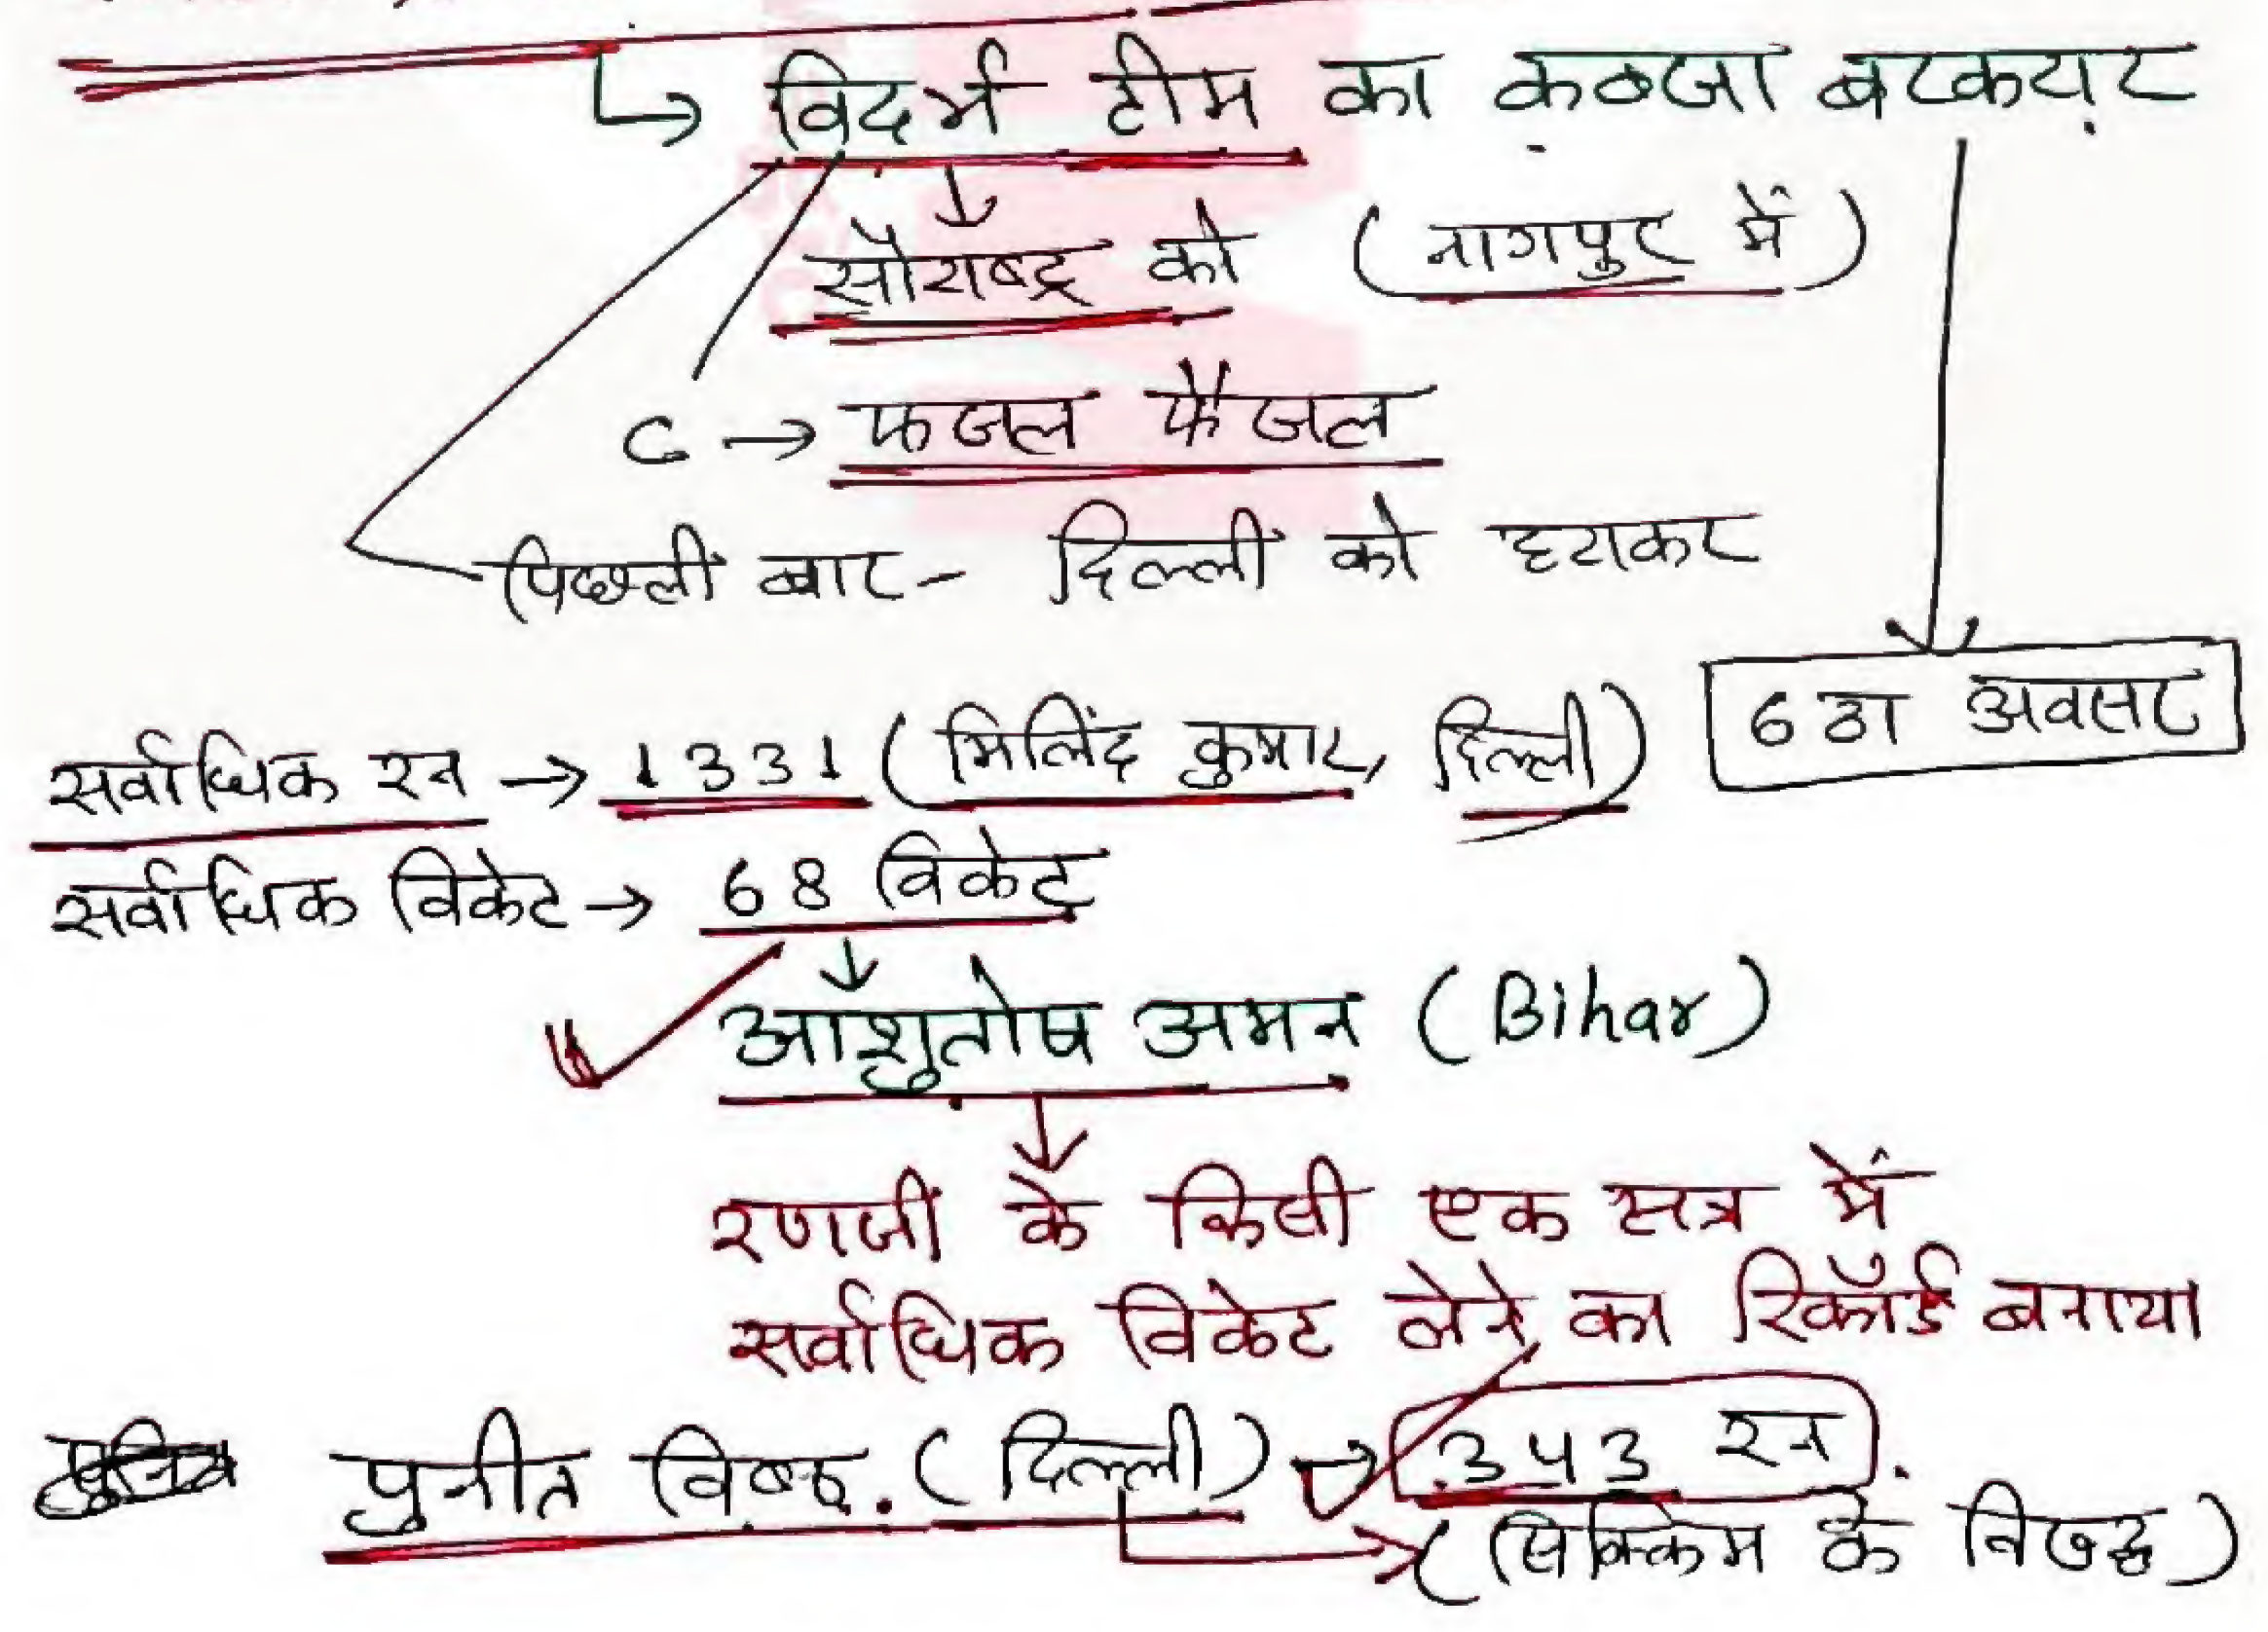 ↳ विदर्भ टीम का कब्जा बरकरार
सौराष्ट्र को (नागपुर में)
C → फजल फैजल
पिछली बार - दिल्ली को हराकर
6 ठा अवसर
सर्वाधिक रन → 1331 (मिलिंद कुमार, दिल्ली)
सर्वाधिक विकेट → 68 विकेट
आशुतोष अमन (Bihar)
रणजी के किसी एक सत्र में
सर्वाधिक विकेट लेने का रिकॉर्ड बनाया
पुनीत विष्ट (दिल्ली) → 343 रन
(सिक्किम के विरुद्ध)